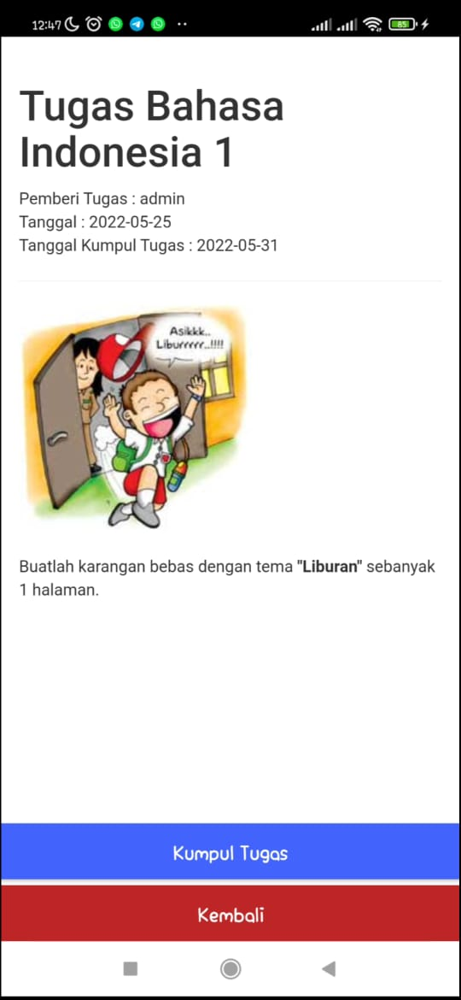 12:47
85
Tugas Bahasa
Indonesia 1
Pemberi Tugas : admin
Tanggal : 2022-05-25
Tanggal Kumpul Tugas : 2022-05-31
Asikkk..
Liburrrrr..!!!!
Buatlah karangan bebas dengan tema "Liburan" sebanyak
1 halaman.
Kumpul Tugas
Kembali